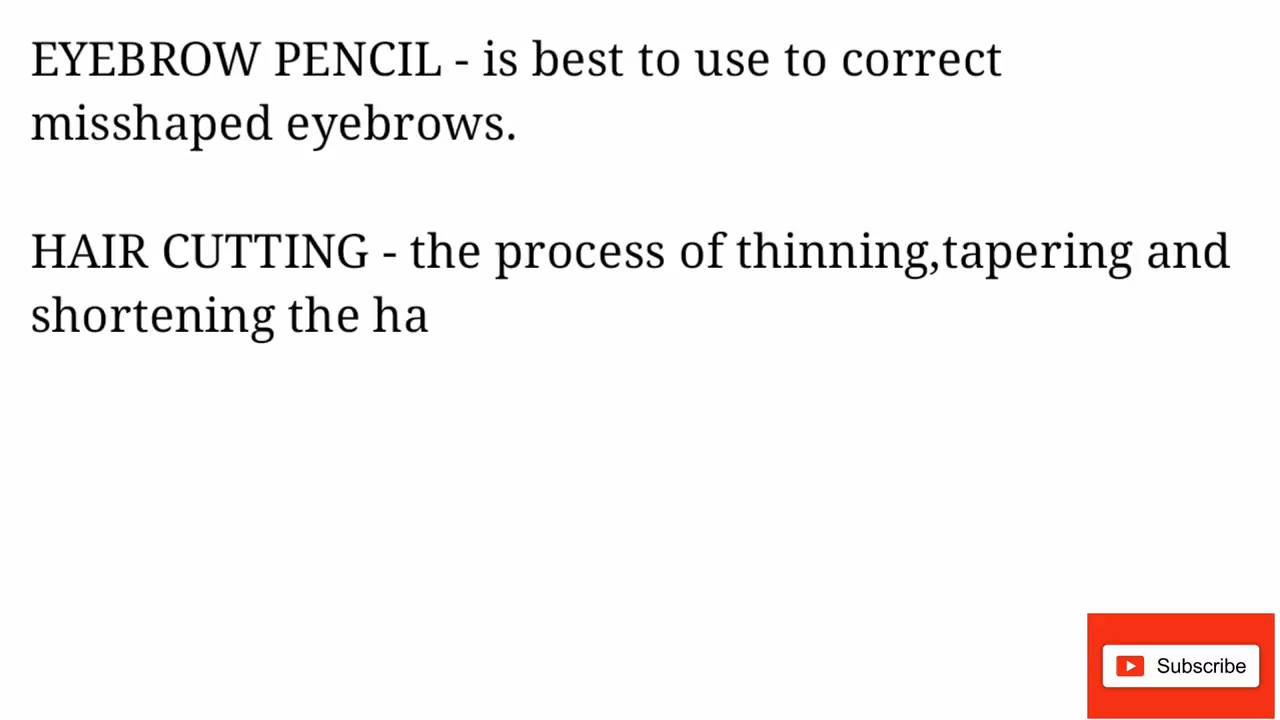 EYEBROW PENCIL - is best to use to correct
misshaped eyebrows.
HAIR CUTTING - the process of thinning,tapering and
shortening the ha
Subscribe